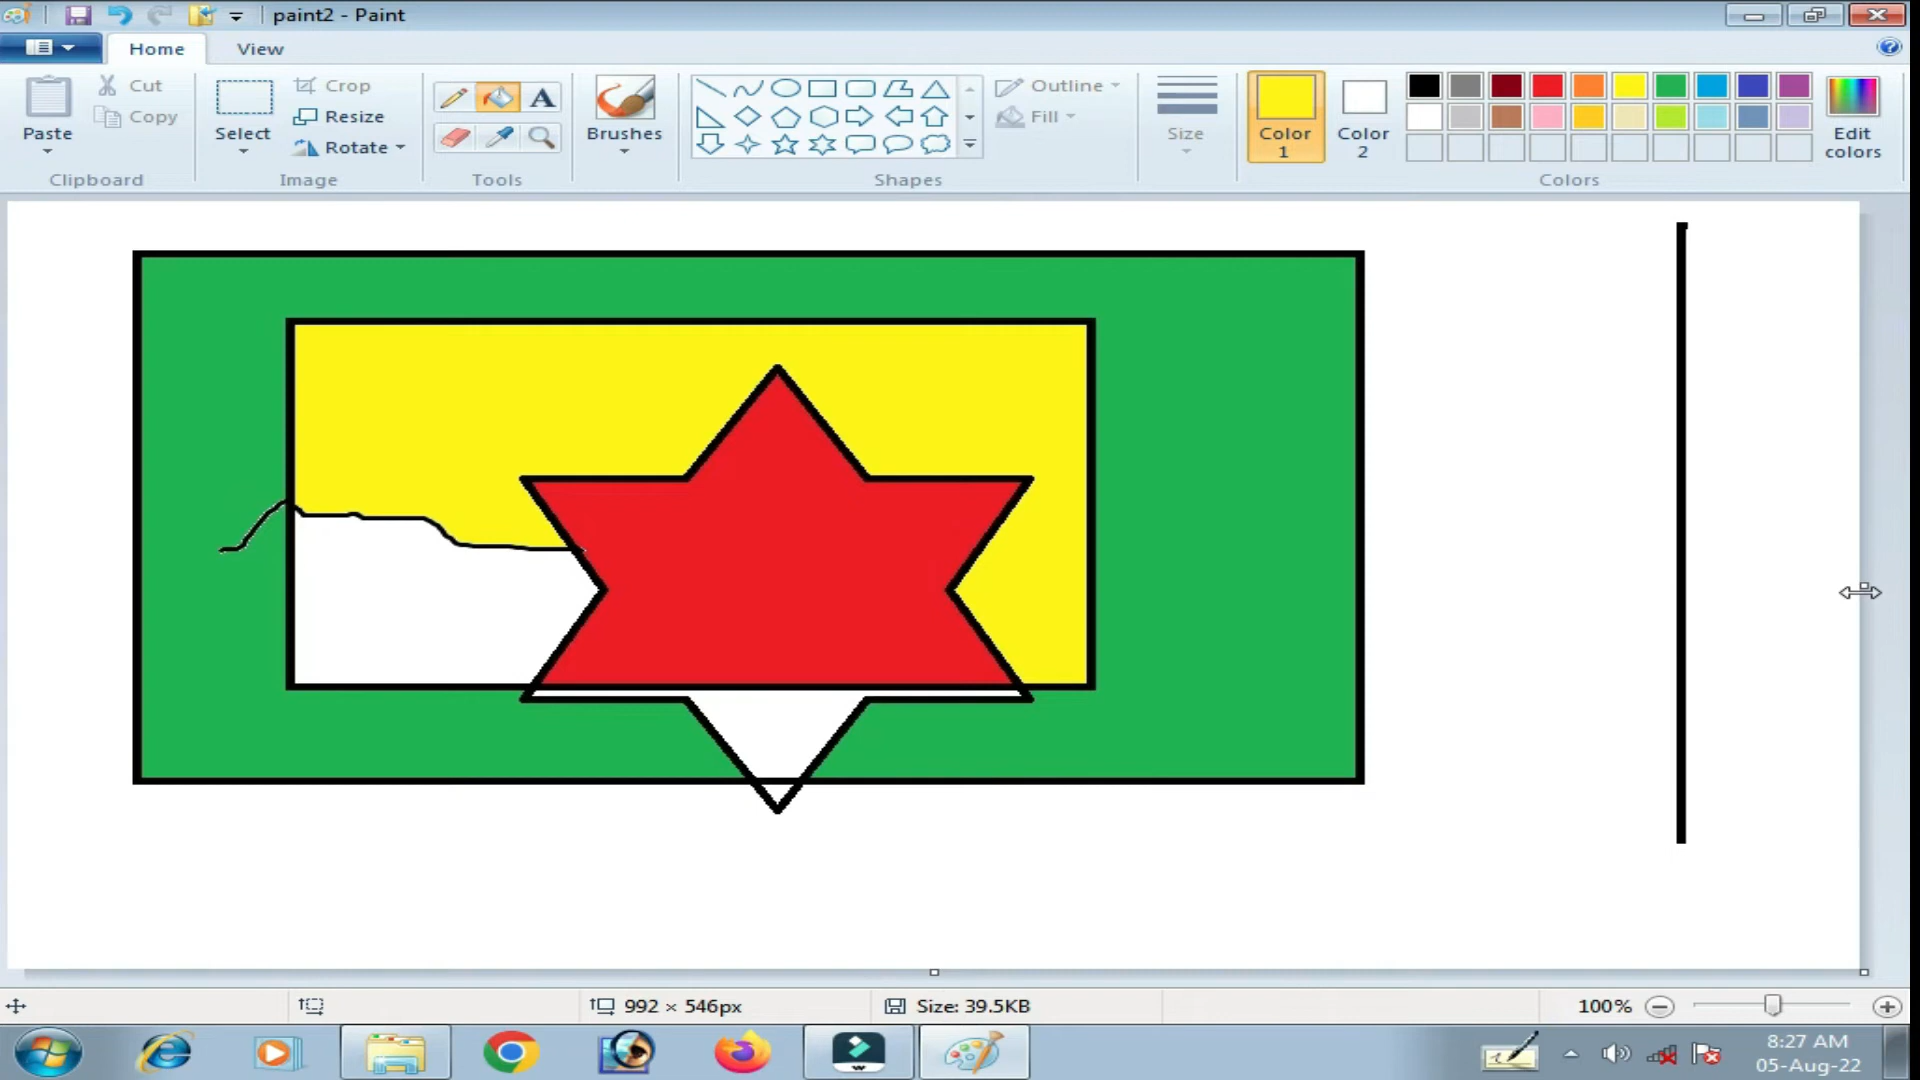 paint2 - Paint
Home View
Paste Cut Copy Select Crop Resize Rotate A Brushes Outline Fill Size Color 1 Color 2 Edit colors
Clipboard Image Tools Shapes Colors
992 × 546px Size: 39.5KB 100%
8:27 AM
05-Aug-22